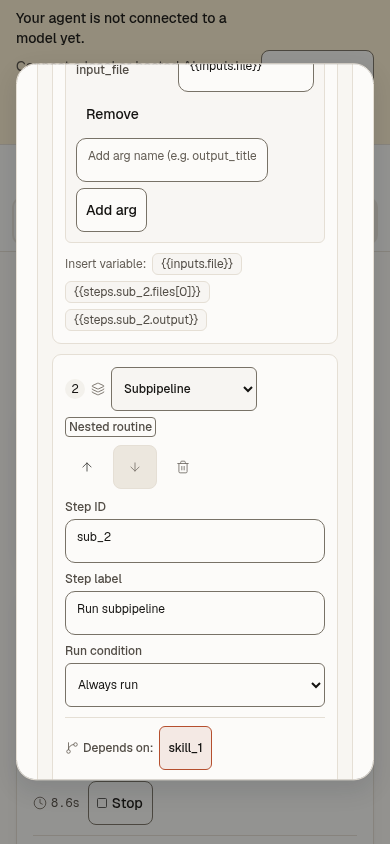 Your agent is not connected to a
model yet.
input_file
{{inputs.file}}
Remove
Add arg name (e.g. output_title
Add arg
Insert variable: {{inputs.file}}
{{steps.sub_2.files[0]}}
{{steps.sub_2.output}}
2 Subpipeline
Nested routine
Step ID
sub_2
Step label
Run subpipeline
Run condition
Always run
Depends on: skill_1
8.6s Stop